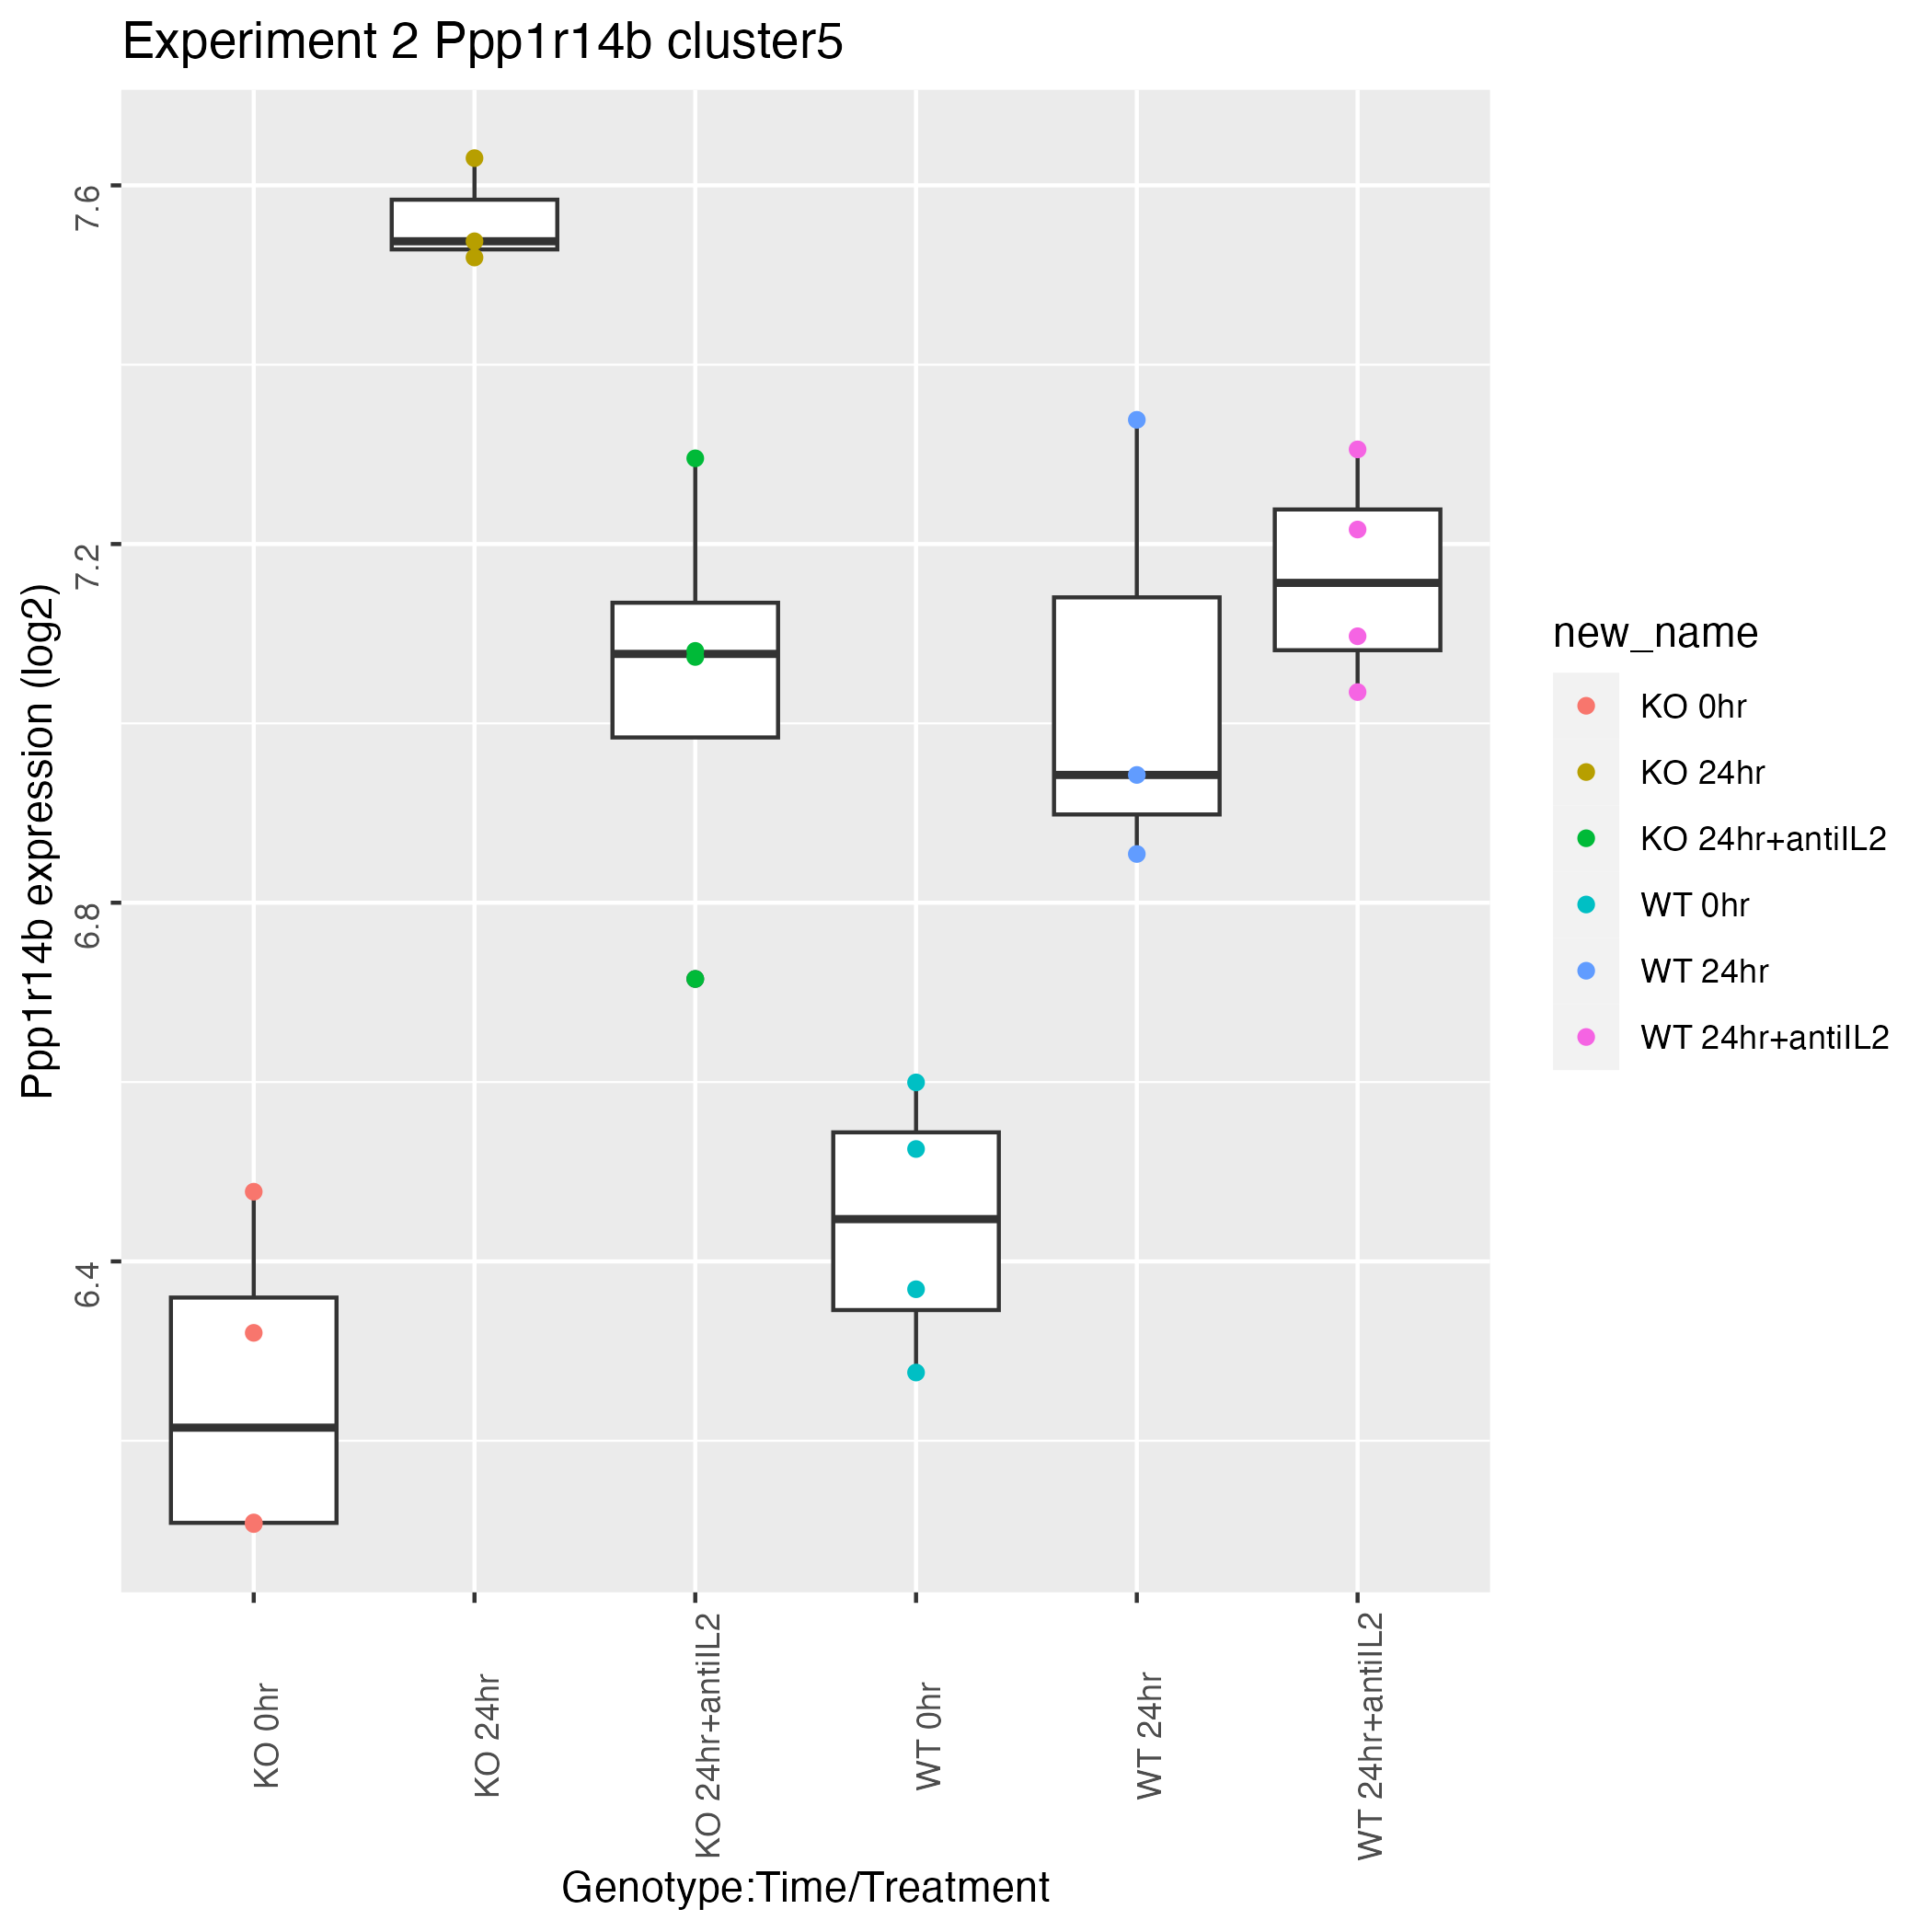 Experiment 2 Ppp1r14b cluster5
Ppp1r14b expression (log2)
7.6
7.2
6.8
6.4
KO 0hr
KO 24hr
KO 24hr+antiIL2
WT 0hr
WT 24hr
WT 24hr+antiIL2
Genotype:Time/Treatment
new_name
KO 0hr
KO 24hr
KO 24hr+antiIL2
WT 0hr
WT 24hr
WT 24hr+antiIL2